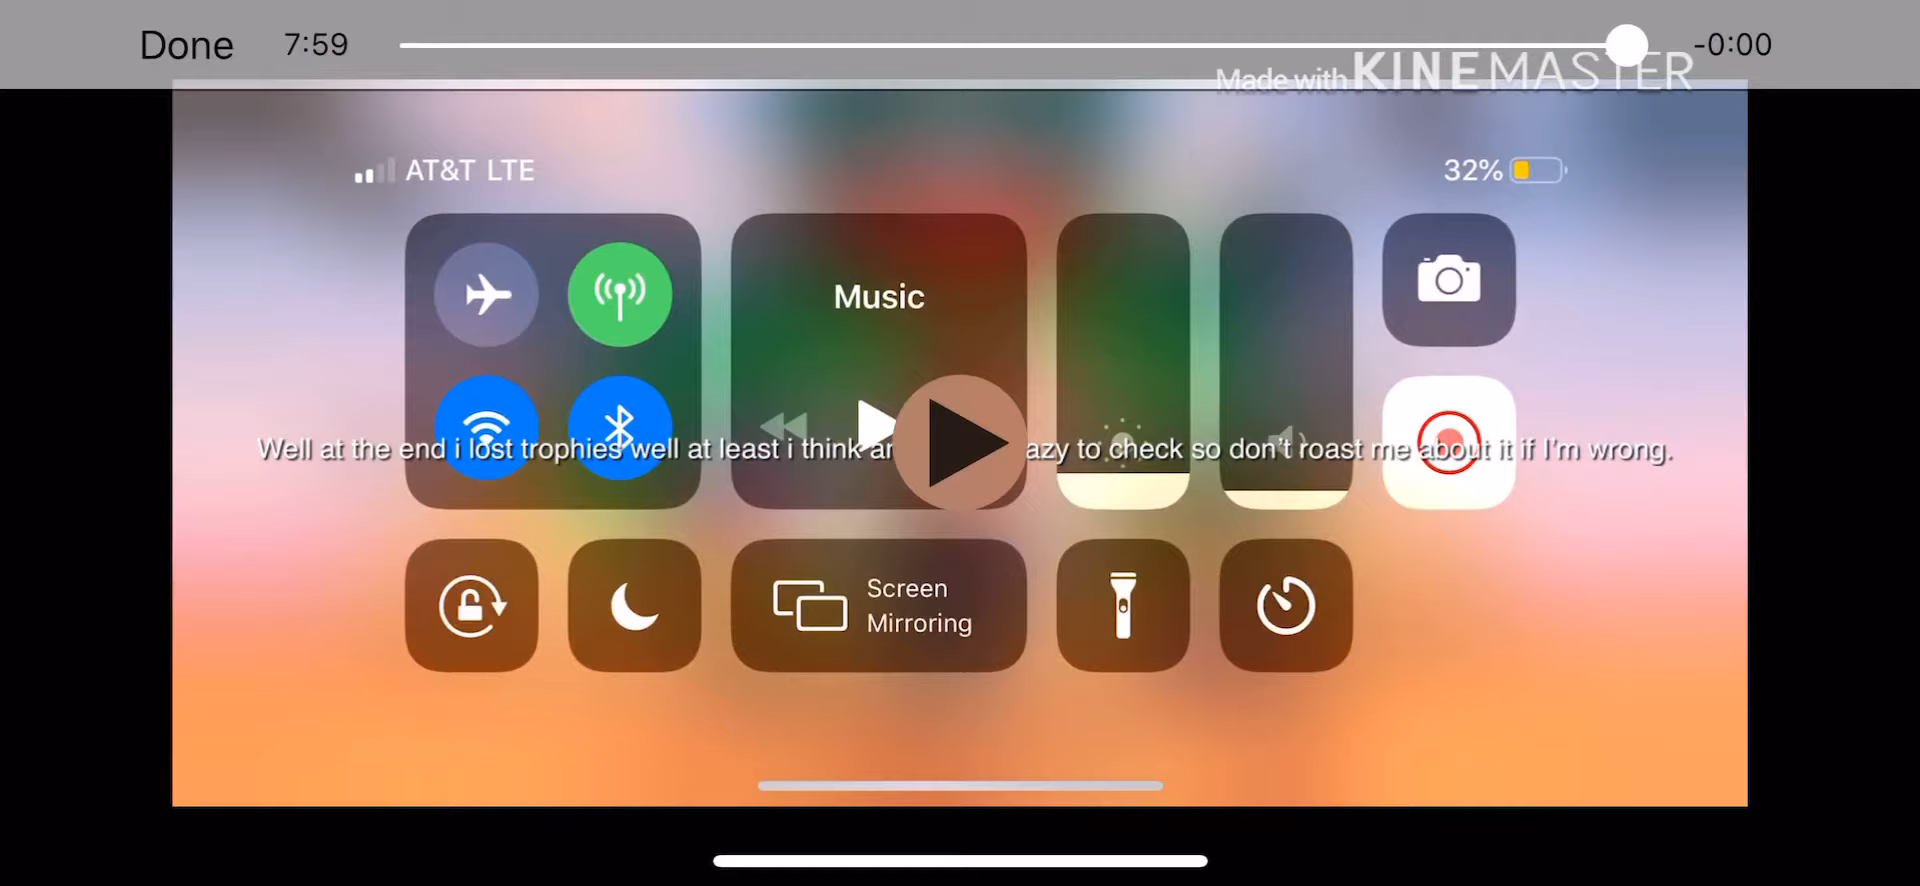 Done 7:59 -0:00
Made with KINEMASTER
AT&T LTE 32%
Music
Well at the end i lost trophies well at least i think to check so don't roast me about it if I'm wrong.
Screen
Mirroring